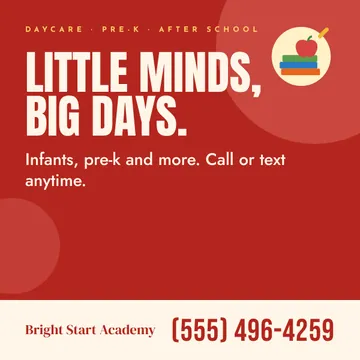 DAYCARE · PRE-K · AFTER SCHOOL
LITTLE MINDS,
BIG DAYS.
Infants, pre-k and more. Call or text
anytime.
Bright Start Academy
(555) 496-4259